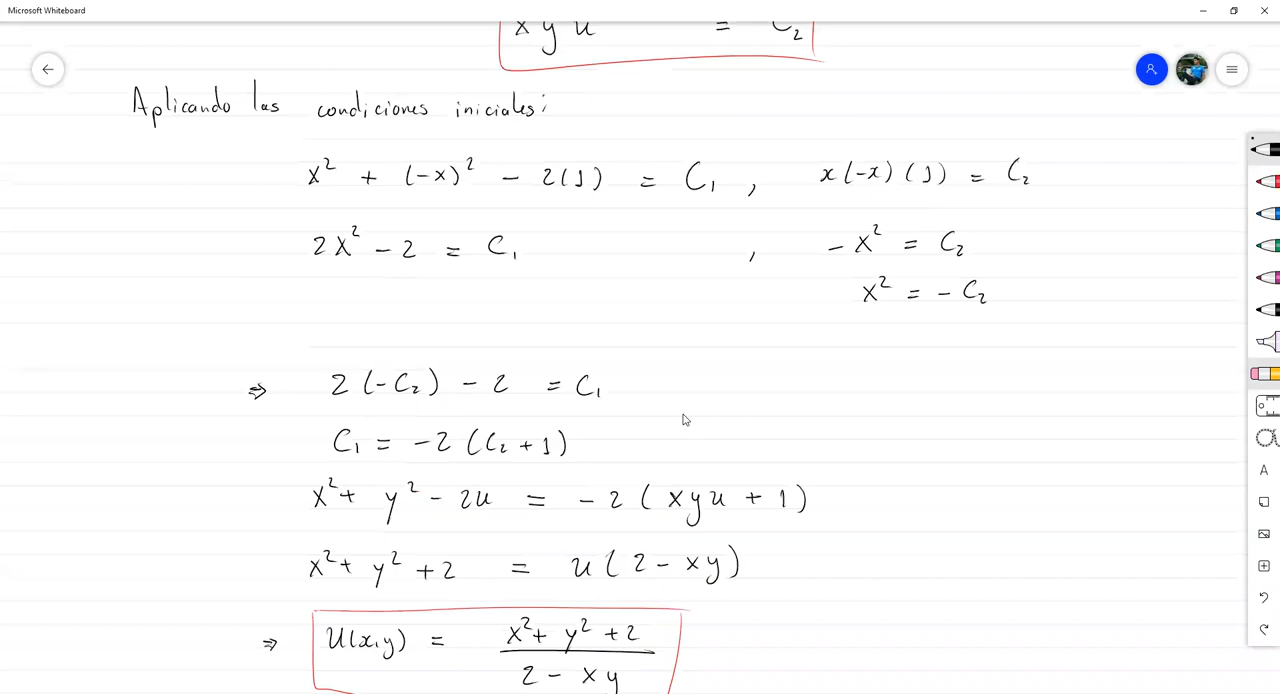 Microsoft Whiteboard
x y u = C₂
Aplicando las condiciones iniciales:
x² + (-x)² - 2(1) = C₁ , x(-x)(1) = C₂
2x² - 2 = C₁ , -x² = C₂
x² = - C₂
⇒ 2(-C₂) - 2 = C₁
C₁ = -2(C₂ + 1)
x² + y² - 2u = -2(xyu + 1)
x² + y² + 2 = u(2 - xy)
⇒ U(x,y) = x² + y² + 2
2 - xy
A